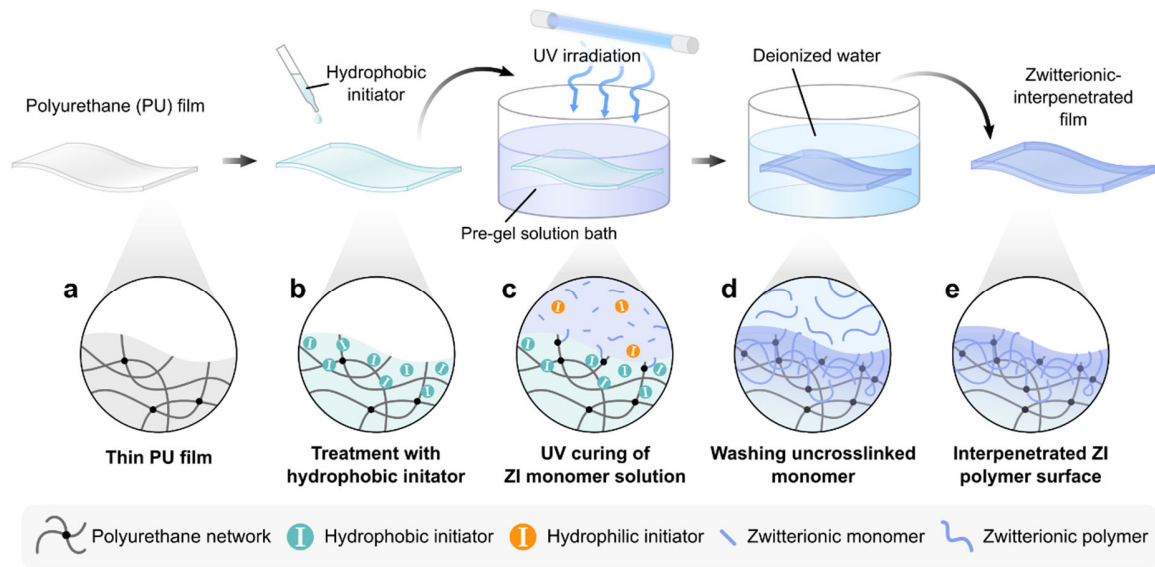 Polyurethane (PU) film
Hydrophobic
initiator
UV irradiation
Pre-gel solution bath
Deionized water
Zwitterionic-
interpenetrated
film
a
b
c
d
e
I I I I I I I
I I I I I I I I I
Thin PU film
Treatment with
hydrophobic initator
UV curing of
ZI monomer solution
Washing uncrosslinked
monomer
Interpenetrated ZI
polymer surface
Polyurethane network
I Hydrophobic initiator
I Hydrophilic initiator
Zwitterionic monomer
Zwitterionic polymer